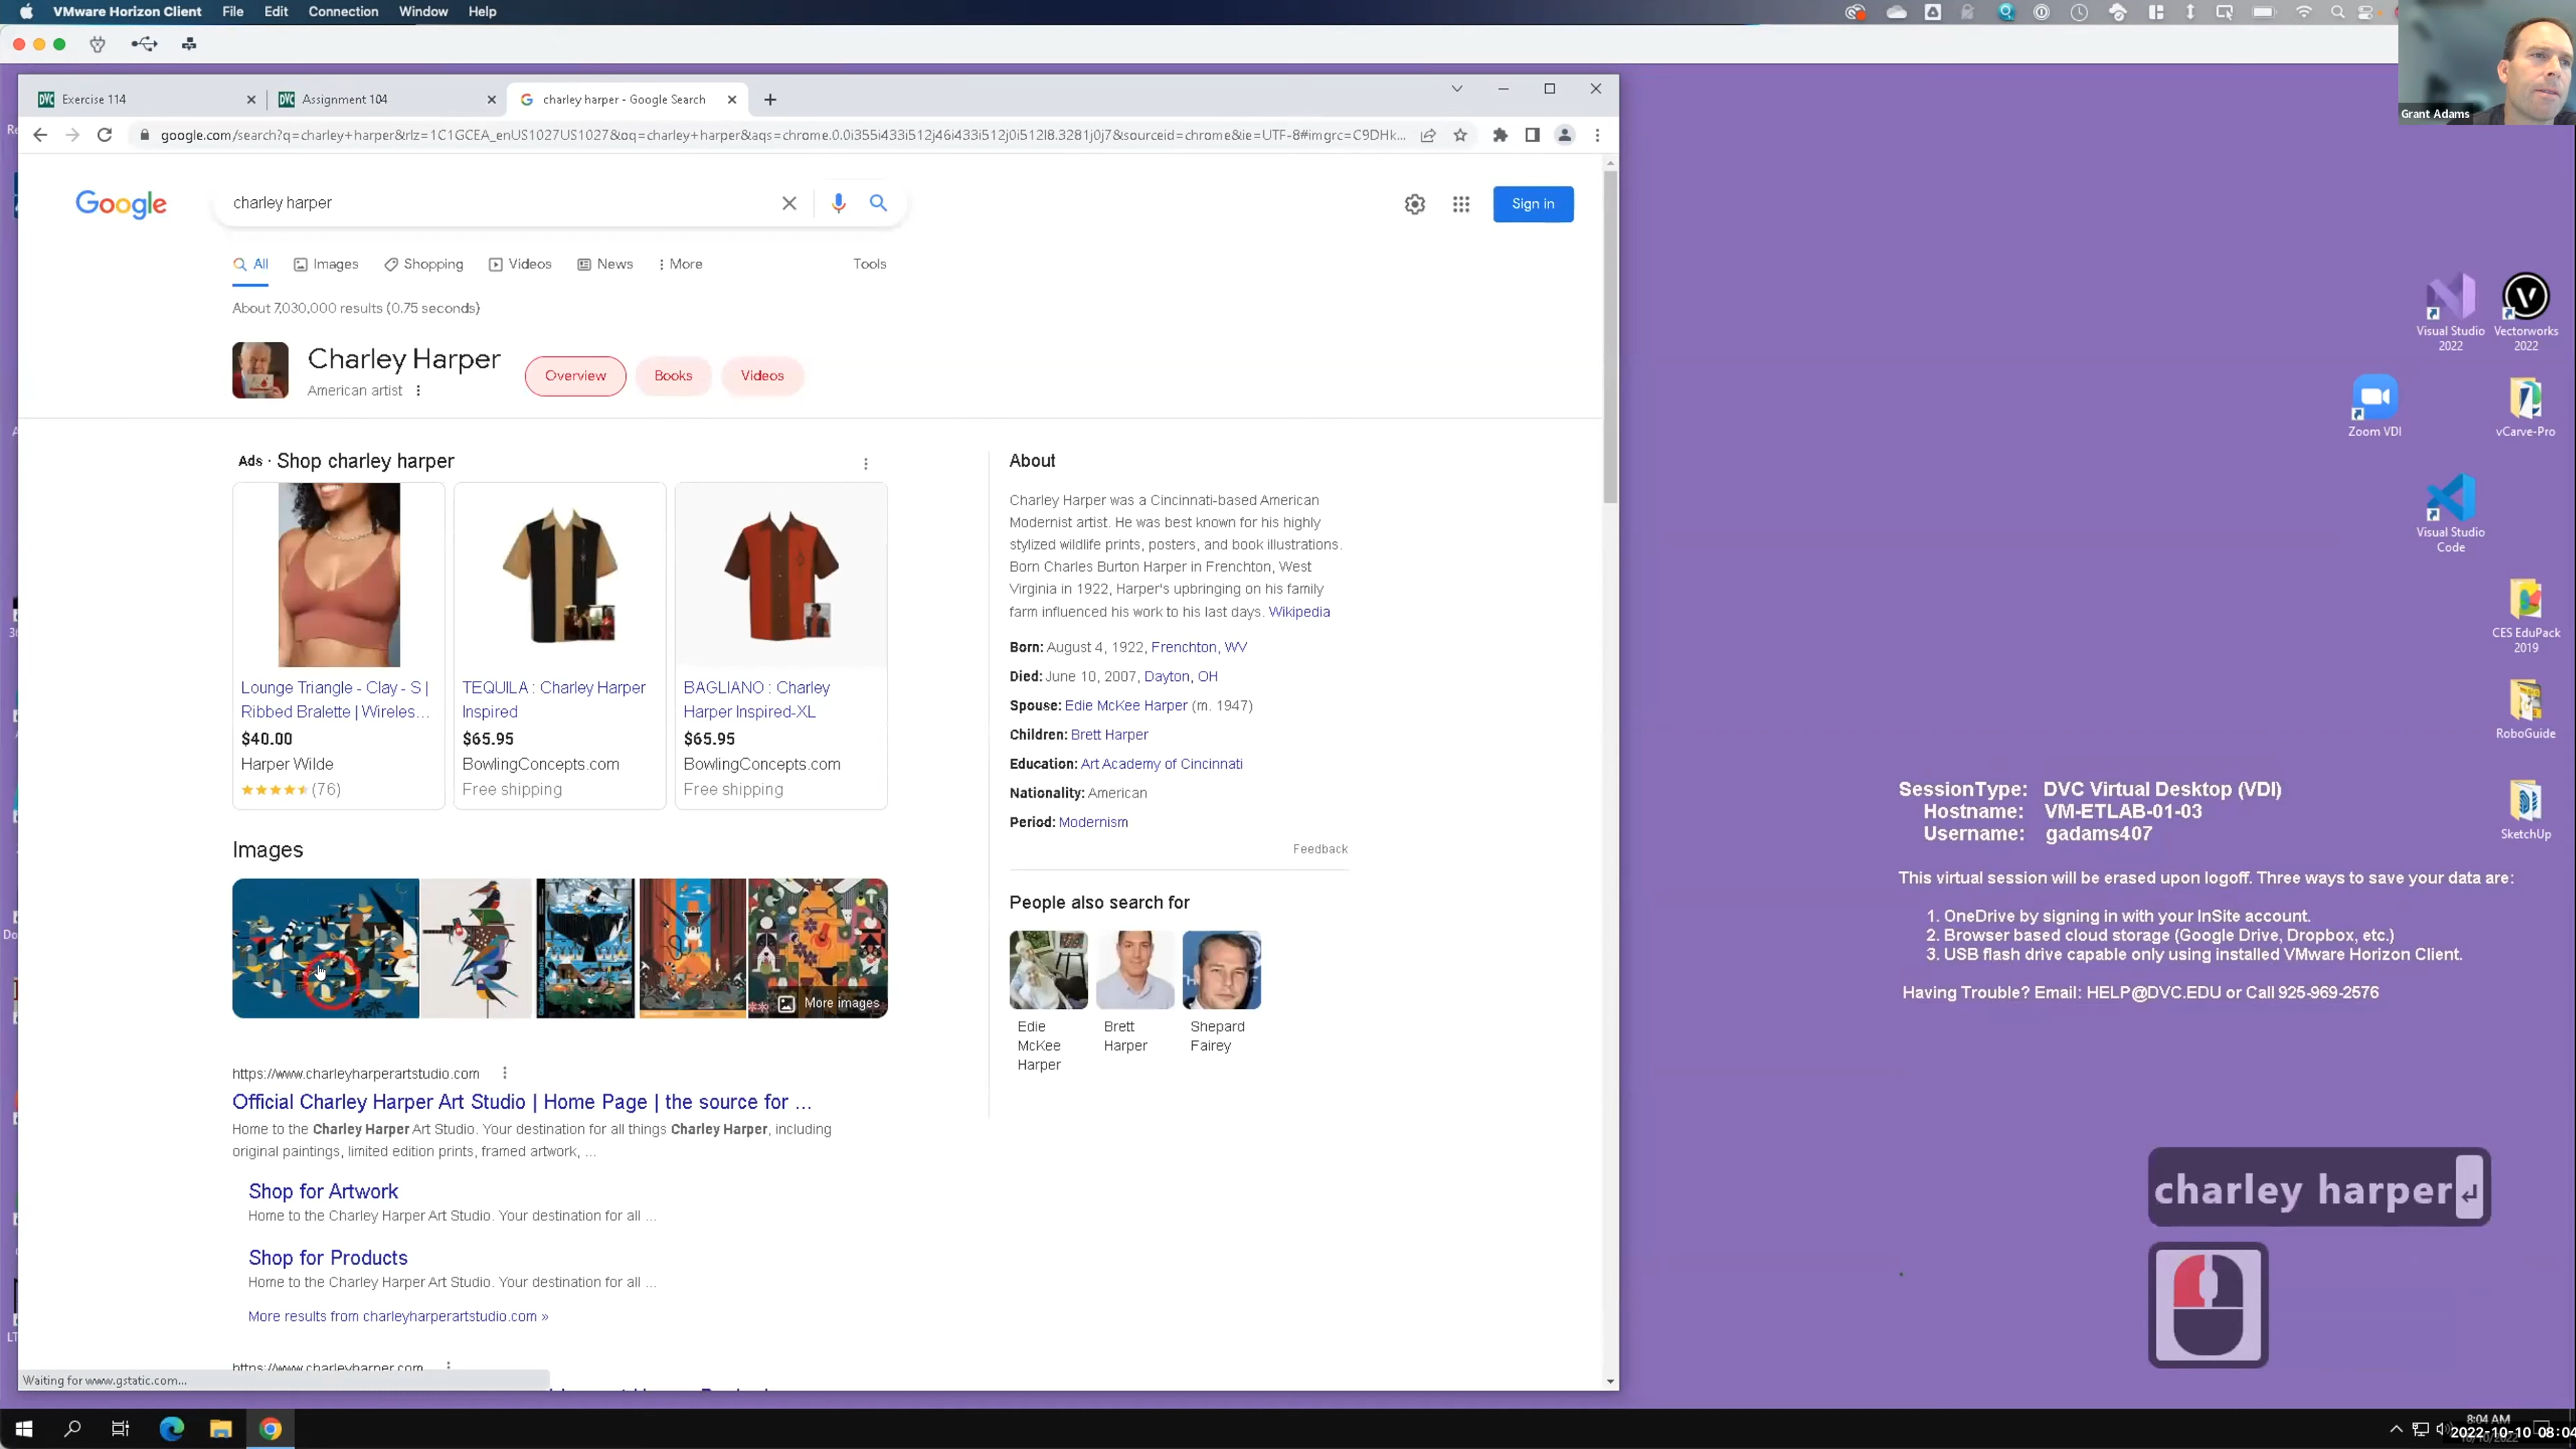 VMware Horizon Client File Edit Connection Window Help
Grant Adams
Exercise 114
Assignment 104
charley harper - Google Search
google.com/search?q=charley+harper&rlz=1C1GCEA_enUS1027US1027&oq=charley+harper&aqs=chrome.0.0i355i433i512j46i433i512j0i512l8.3281j0j7&sourceid=chrome&ie=UTF-8#imgrc=C9DHk...
Google
charley harper
Sign in
All Images Shopping Videos News More Tools
About 7,030,000 results (0.75 seconds)
Charley Harper
American artist
Overview Books Videos
Ads · Shop charley harper
Lounge Triangle - Clay - S |
Ribbed Bralette | Wireles...
$40.00
Harper Wilde
(76)
TEQUILA : Charley Harper
Inspired
$65.95
BowlingConcepts.com
Free shipping
BAGLIANO : Charley
Harper Inspired-XL
$65.95
BowlingConcepts.com
Free shipping
Images
More images
https://www.charleyharperartstudio.com
Official Charley Harper Art Studio | Home Page | the source for ...
Home to the Charley Harper Art Studio. Your destination for all things Charley Harper, including
original paintings, limited edition prints, framed artwork, ...
Shop for Artwork
Home to the Charley Harper Art Studio. Your destination for all ...
Shop for Products
Home to the Charley Harper Art Studio. Your destination for all ...
More results from charleyharperartstudio.com »
https://www.charleyharper.com
Waiting for www.gstatic.com...
About
Charley Harper was a Cincinnati-based American
Modernist artist. He was best known for his highly
stylized wildlife prints, posters, and book illustrations.
Born Charles Burton Harper in Frenchton, West
Virginia in 1922, Harper's upbringing on his family
farm influenced his work to his last days. Wikipedia
Born: August 4, 1922, Frenchton, WV
Died: June 10, 2007, Dayton, OH
Spouse: Edie McKee Harper (m. 1947)
Children: Brett Harper
Education: Art Academy of Cincinnati
Nationality: American
Period: Modernism
Feedback
People also search for
Edie
McKee
Harper
Brett
Harper
Shepard
Fairey
Visual Studio
2022
Vectorworks
2022
Zoom VDI
vCarve-Pro
Visual Studio
Code
CES EduPack
2019
RoboGuide
SketchUp
SessionType: DVC Virtual Desktop (VDI)
Hostname: VM-ETLAB-01-03
Username: gadams407
This virtual session will be erased upon logoff. Three ways to save your data are:
1. OneDrive by signing in with your InSite account.
2. Browser based cloud storage (Google Drive, Dropbox, etc.)
3. USB flash drive capable only using installed VMware Horizon Client.
Having Trouble? Email: HELP@DVC.EDU or Call 925-969-2576
charley harper↵
8:04 AM
2022-10-10 08:04